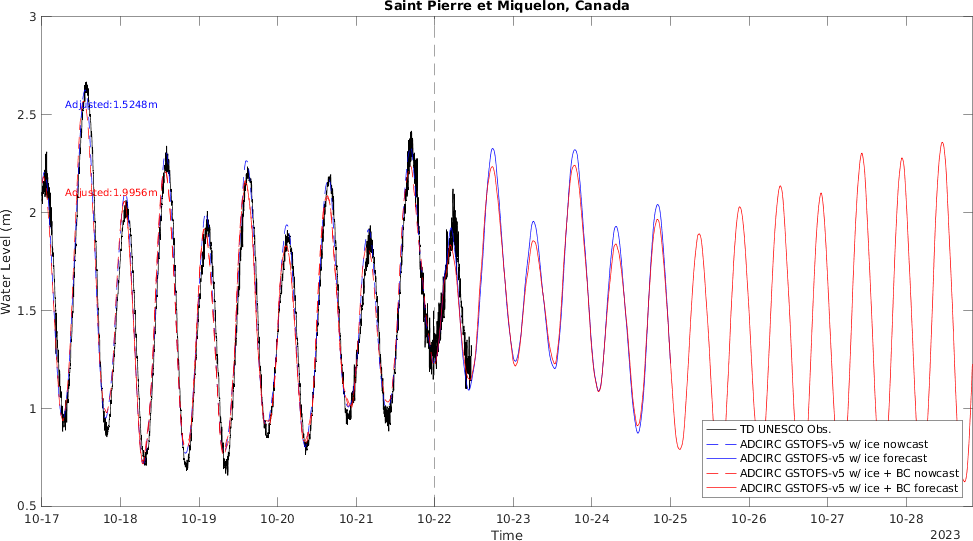 Saint Pierre et Miquelon, Canada
3
2.5
2
1.5
1
0.5
Water Level (m)
Adjusted:1.5248m
Adjusted:1.9956m
TD UNESCO Obs.
ADCIRC GSTOFS-v5 w/ ice nowcast
ADCIRC GSTOFS-v5 w/ ice forecast
ADCIRC GSTOFS-v5 w/ ice + BC nowcast
ADCIRC GSTOFS-v5 w/ ice + BC forecast
10-17 10-18 10-19 10-20 10-21 10-22 10-23 10-24 10-25 10-26 10-27 10-28
Time
2023